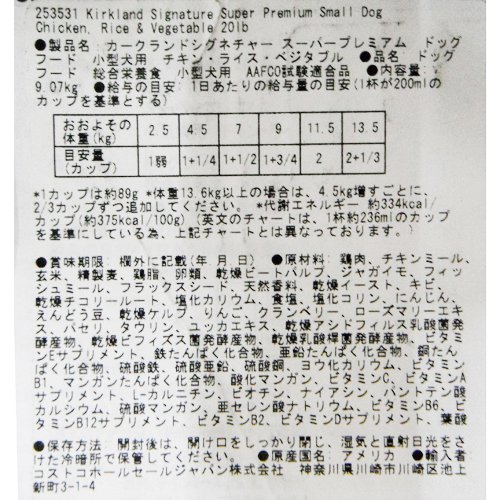 253531 Kirkland Signature Super Premium Small Dog
Chicken, Rice & Vegetable 20lb
●製品名: カークランドシグネチャー スーパープレミアム ドッグ
フード 小型犬用 チキン・ライス・ベジタブル ●品名: ドッグ
フード 総合栄養食 小型犬用 AAFCO試験適合品 ●内容量:
9.07kg ●給与の目安: 1日あたりの給与量の目安(1杯が200mlの
カップを基準とする)
おおよその体重(kg) 2.5 4.5 7 9 11.5 13.5
目安量(カップ) 1弱 1+1/4 1+1/2 1+3/4 2 2+1/3
*1カップは約89g *体重13.6kg以上の場合は、4.5kg増すごとに、
2/3カップずつ追加してください。*代謝エネルギー 約334kcal/
カップ(約375kcal/100g) (英文のチャートは、1杯約236mlのカップ
を基準にしている為、上記チャートとは異なっております。)
●賞味期限: 欄外に記載(年 月 日) ●原材料: 鶏肉, チキンミール,
玄米, 精製麦, 鶏脂, 卵類, 乾燥ビートパルプ, ジャガイモ, フィッ
シュミール, フラックスシード, 天然香料, 乾燥イースト, キビ,
乾燥チコリールート, 塩化カリウム, 食塩, 塩化コリン, にんじん,
えんどう豆, 乾燥ケルプ, りんご, クランベリー, ローズマリーエキ
ス, パセリ, タウリン, ユッカエキス, 乾燥アシドフィルス乳酸菌発
酵産物, 乾燥ビフィズス菌発酵産物, 乾燥乳酸桿菌発酵産物, ビタミ
ンEサプリメント, 鉄たんぱく化合物, 亜鉛たんぱく化合物, 銅たん
ぱく化合物, 硫酸鉄, 硫酸亜鉛, 硫酸銅, ヨウ化カリウム, ビタミン
B1, マンガンたんぱく化合物, 酸化マンガン, ビタミンC, ビタミンA
サプリメント, L-カルニチン, ビオチン, ナイアシン, パントテン酸
カルシウム, 硫酸マンガン, 亜セレン酸ナトリウム, ビタミンB6, ビ
タミンB12サプリメント, ビタミンB2, ビタミンDサプリメント, 葉酸
●保存方法: 開封後は、開け口をしっかり閉じ、湿気と直射日光をさ
けた冷暗所で保管してください。 ●原産国名: アメリカ ●輸入者
コストコホールセールジャパン株式会社 神奈川県川崎市川崎区池上
新町3-1-4